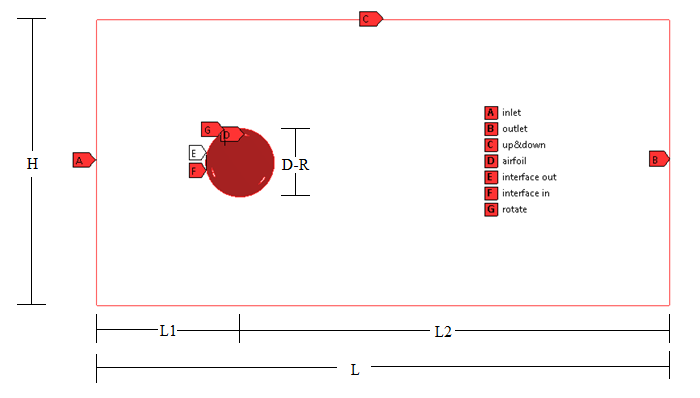 C
A inlet
B outlet
C up&down
D airfoil
E interface out
F interface in
G rotate
G
D
E
F
A
B
H
D-R
L1
L2
L